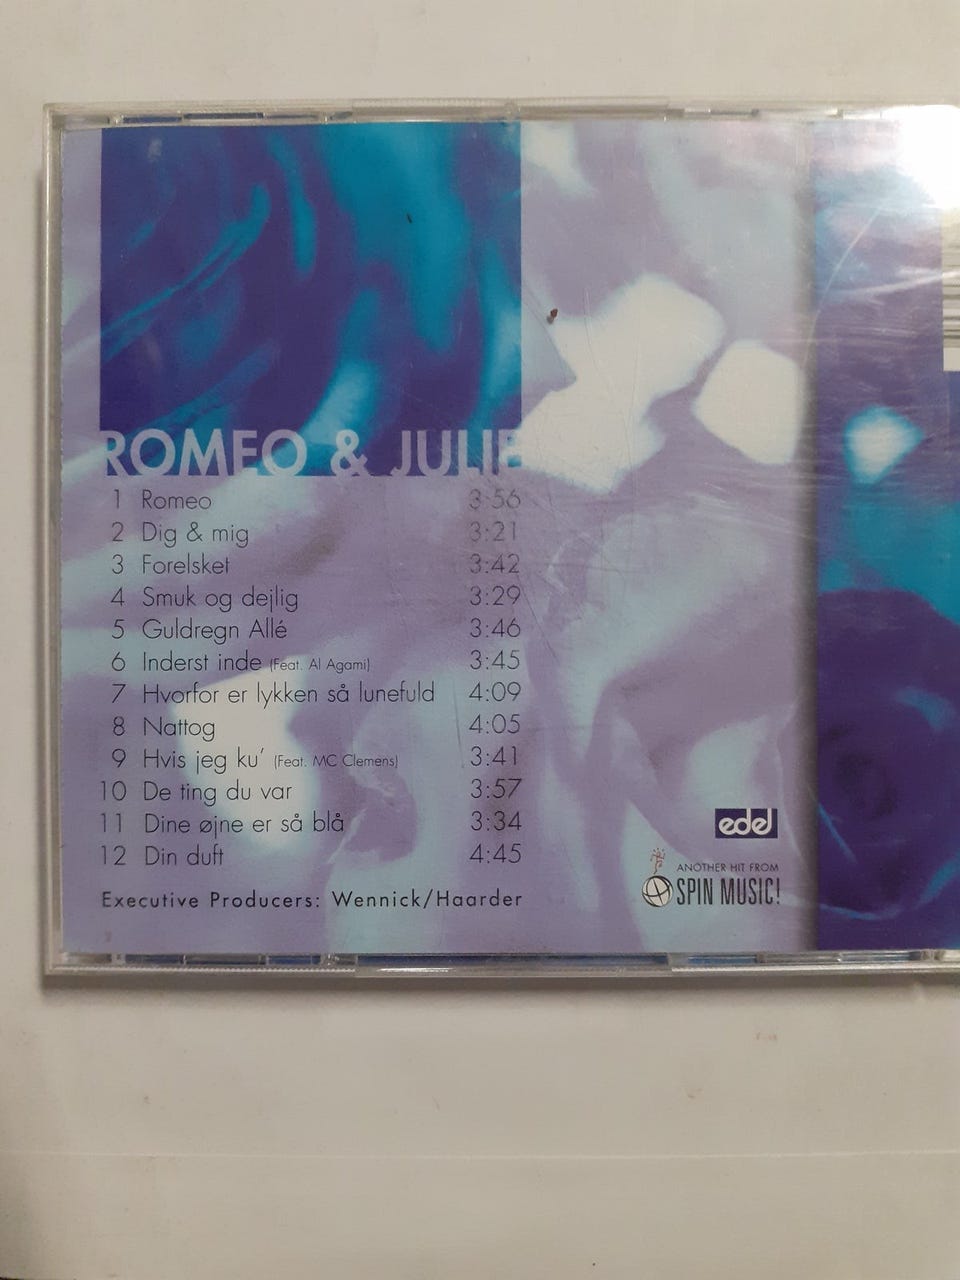 ROMEO & JULIE
1 Romeo 3:56
2 Dig & mig 3:21
3 Forelsket 3:42
4 Smuk og dejlig 3:29
5 Guldregn Allé 3:46
6 Inderst inde (Feat. Al Agami) 3:45
7 Hvorfor er lykken så lunefuld 4:09
8 Nattog 4:05
9 Hvis jeg ku' (Feat. MC Clemens) 3:41
10 De ting du var 3:57
11 Dine øjne er så blå 3:34
12 Din duft 4:45
Executive Producers: Wennick/Haarder
edel
ANOTHER HIT FROM
SPIN MUSIC!